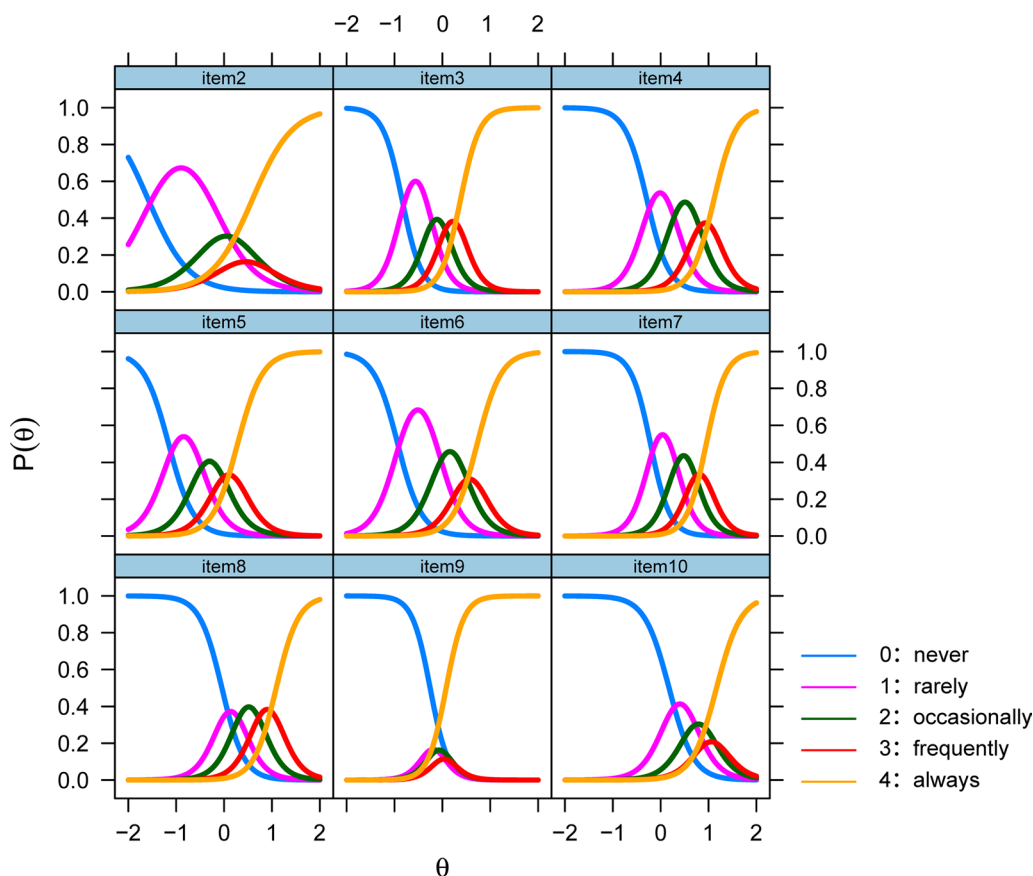 −2 −1 0 1 2
item2 item3 item4
1.0
0.8
0.6
0.4
0.2
0.0
item5 item6 item7
1.0
0.8
0.6
0.4
0.2
0.0
P(θ)
item8 item9 item10
1.0
0.8
0.6
0.4
0.2
0.0
−2 −1 0 1 2 −2 −1 0 1 2
θ
0: never
1: rarely
2: occasionally
3: frequently
4: always